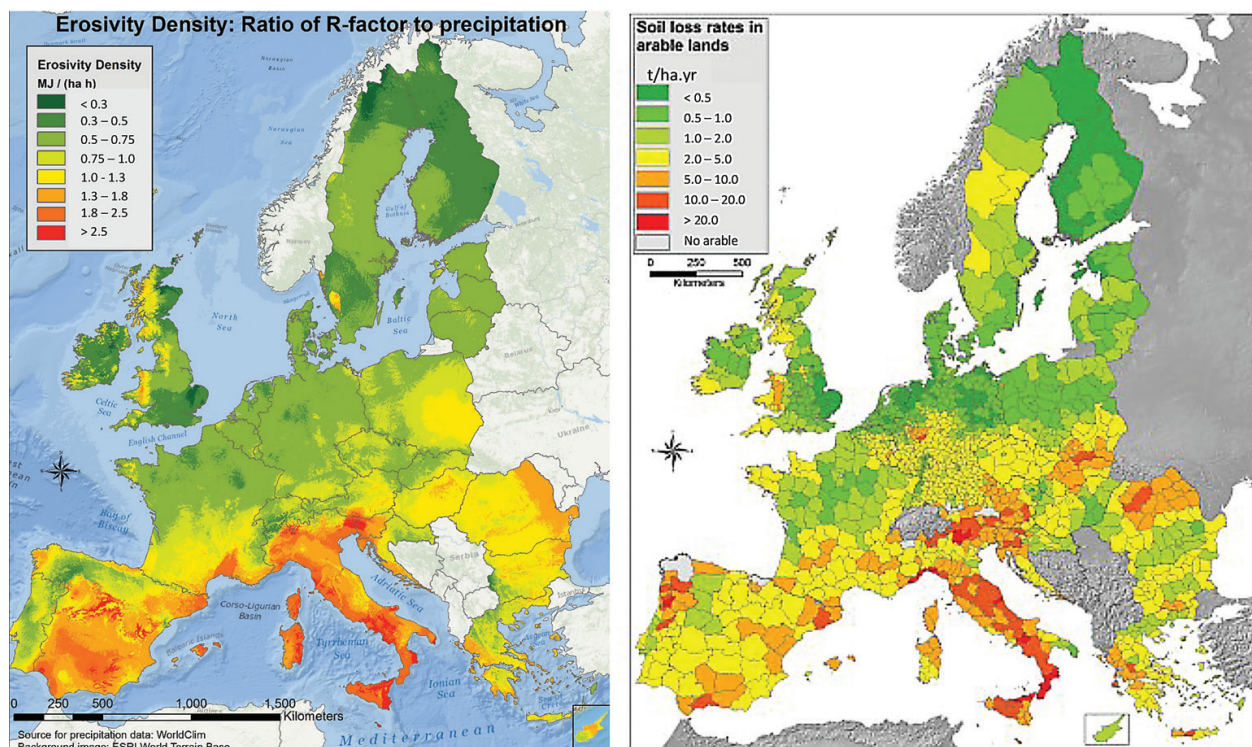 Erosivity Density: Ratio of R-factor to precipitation
Erosivity Density
MJ / (ha h)
< 0.3
0.3 – 0.5
0.5 – 0.75
0.75 – 1.0
1.0 - 1.3
1.3 – 1.8
1.8 – 2.5
> 2.5
Norwegian
Sea
Gulf of
Bothnia
North
Sea
Baltic
Sea
Celtic
Sea
English Channel
Bay of
Biscay
Belarus
Ukraine
Serbia
Adriatic Sea
Corso-Ligurian
Basin
Balearic Islands
Tyrrhenian
Sea
Ionian
Sea
Mediterranean
0 250 500 1,000 1,500
Kilometers
Source for precipitation data: WorldClim
Background image: ESRI World Terrain Base
Soil loss rates in
arable lands
t/ha.yr
< 0.5
0.5 – 1.0
1.0 – 2.0
2.0 – 5.0
5.0 – 10.0
10.0 – 20.0
> 20.0
No arable
0 250 500
Kilometers